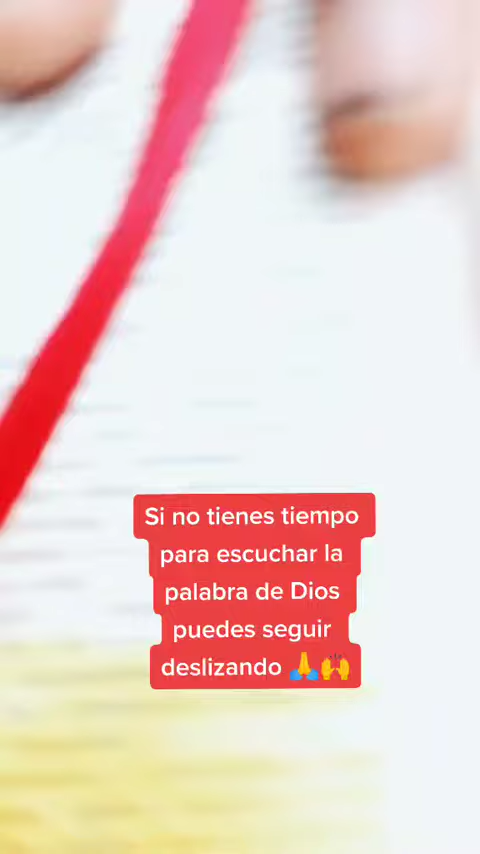 Si no tienes tiempo
para escuchar la
palabra de Dios
puedes seguir
deslizando 🙏🙌